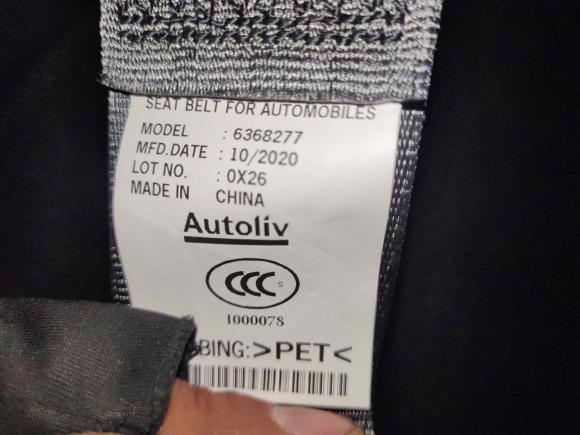 SEAT BELT FOR AUTOMOBILES
MODEL : 6368277
MFD.DATE : 10/2020
LOT NO. : 0X26
MADE IN CHINA
Autoliv
CCC S
1000078
BING:>PET<